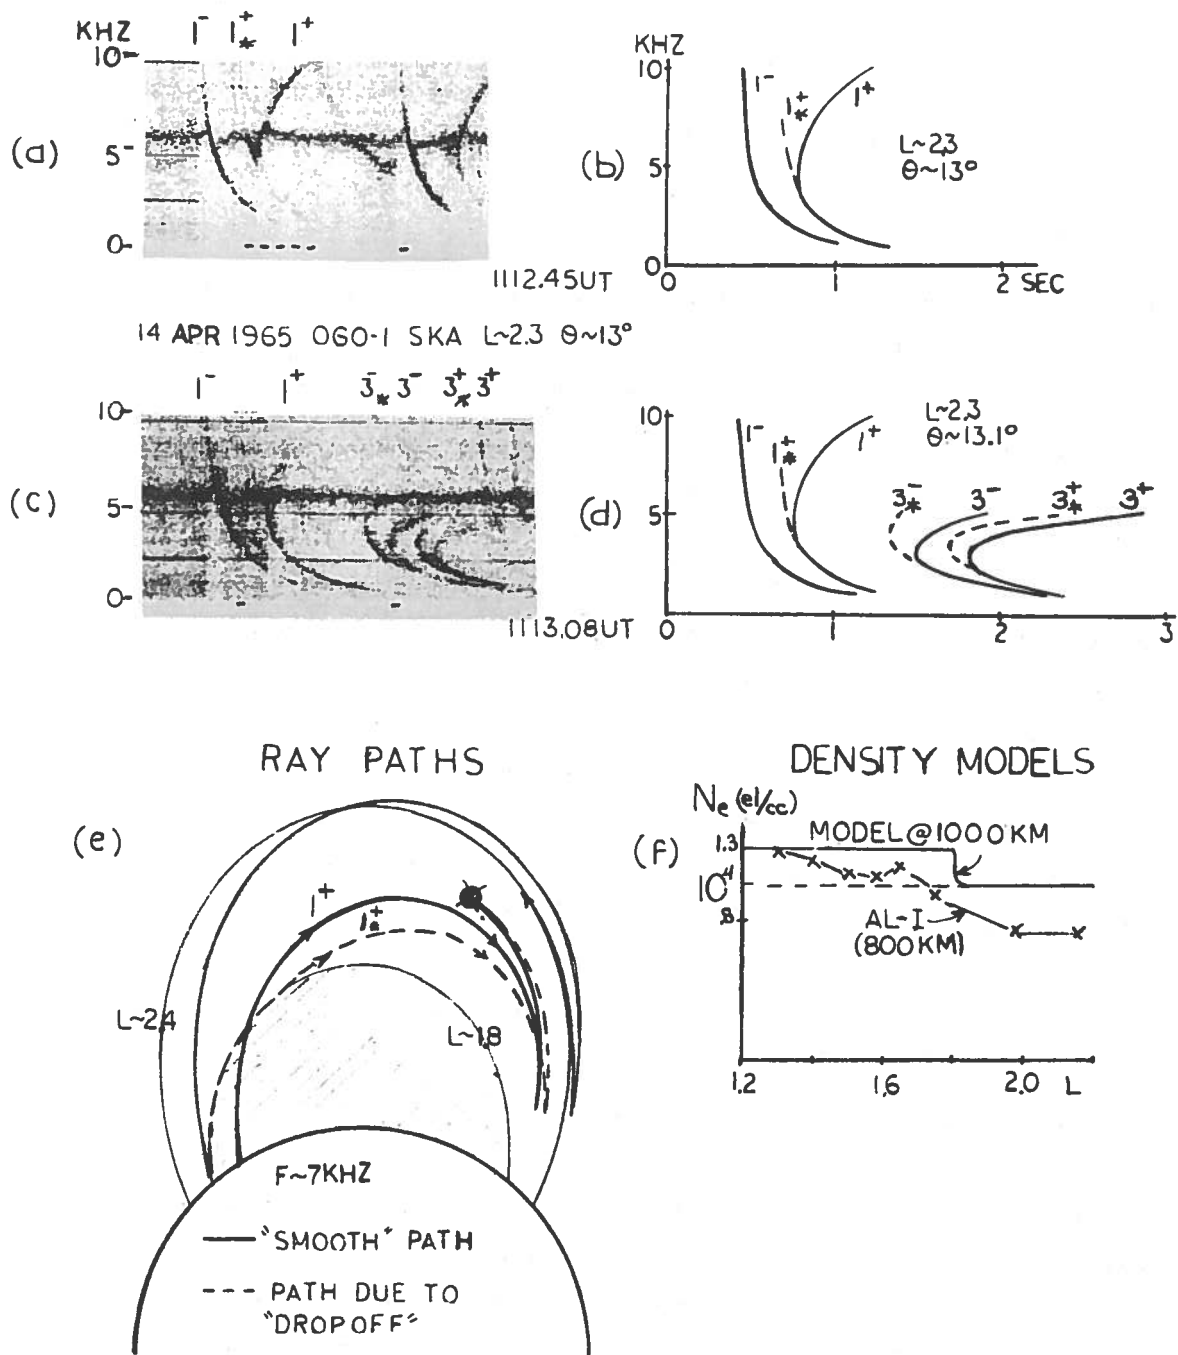 (a)
KHZ
1⁻ 1⁺* 1⁺
10
5
0
1112.45UT
(b)
KHZ
10
5
0
1⁻
1⁺*
1⁺
L~2.3
θ~13°
0 1 2 SEC
14 APR 1965 OGO-1 SKA L~2.3 θ~13°
(c)
1⁻ 1⁺ 3⁻* 3⁻ 3⁺* 3⁺
10
5
0
1113.08UT
(d)
10
5
1⁻
1⁺*
1⁺
L~2.3
θ~13.1°
3⁻* 3⁻ 3⁺* 3⁺
0 1 2 3
RAY PATHS
(e)
1⁺
1⁺*
L~2.4
L~1.8
F~7KHZ
"SMOOTH" PATH
PATH DUE TO
"DROPOFF"
DENSITY MODELS
(f)
Ne (el/cc)
1.3
10⁴
.8
MODEL @ 1000 KM
AL-I
(800KM)
1.2 1.6 2.0 L